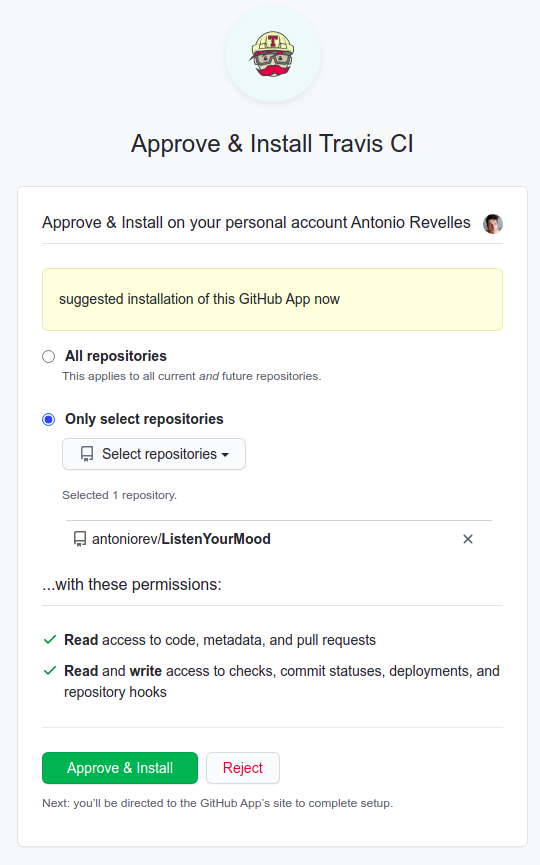 T
Approve & Install Travis CI
Approve & Install on your personal account Antonio Revelles
suggested installation of this GitHub App now
All repositories
This applies to all current and future repositories.
Only select repositories
Select repositories
Selected 1 repository.
antoniorev/ListenYourMood
...with these permissions:
Read access to code, metadata, and pull requests
Read and write access to checks, commit statuses, deployments, and
repository hooks
Approve & Install Reject
Next: you'll be directed to the GitHub App's site to complete setup.